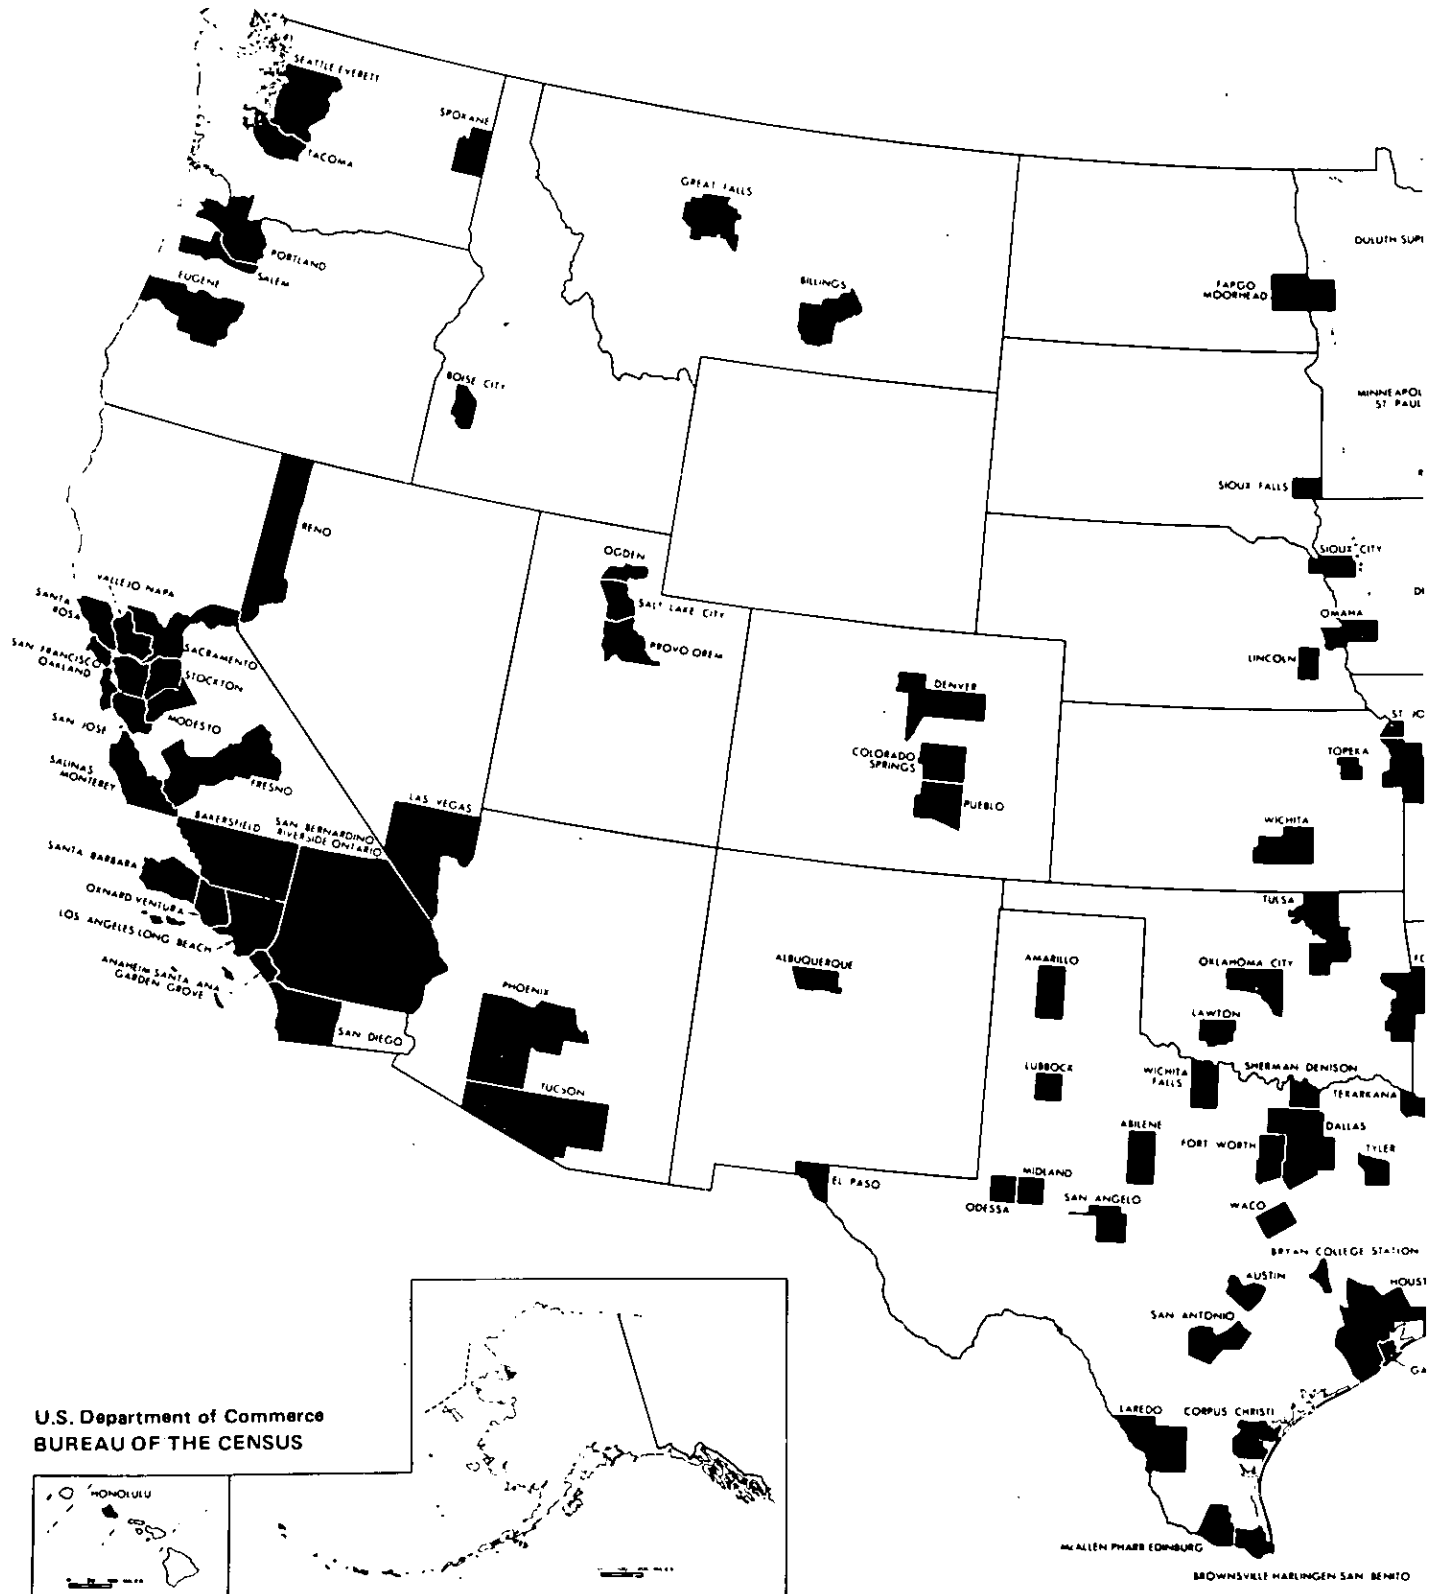 SEATTLE EVERETT
SPOKANE
TACOMA
GREAT FALLS
DULUTH SUPE
PORTLAND
SALEM
EUGENE
BILLINGS
FARGO
MOORHEAD
BOISE CITY
MINNEAPOL
ST PAUL
SIOUX FALLS
RENO
OGDEN
SIOUX CITY
VALLEJO NAPA
SANTA
ROSA
SALT LAKE CITY
OMAHA
SAN FRANCISCO
OAKLAND
SACRAMENTO
PROVO OREM
LINCOLN
STOCKTON
DENVER
SAN JOSE
MODESTO
ST JO
SALINAS
MONTEREY
COLORADO
SPRINGS
TOPEKA
FRESNO
LAS VEGAS
PUEBLO
BAKERSFIELD
SAN BERNARDINO
RIVERSIDE ONTARIO
WICHITA
SANTA BARBARA
OXNARD VENTURA
TULSA
LOS ANGELES LONG BEACH
ANAHEIM SANTA ANA
GARDEN GROVE
ALBUQUERQUE
AMARILLO
OKLAHOMA CITY
PHOENIX
SAN DIEGO
LAWTON
LUBBOCK
WICHITA
FALLS
SHERMAN DENISON
TUCSON
TEXARKANA
ABILENE
FORT WORTH
DALLAS
TYLER
EL PASO
MIDLAND
ODESSA
SAN ANGELO
WACO
BRYAN COLLEGE STATION
AUSTIN
HOUST
SAN ANTONIO
GA
U.S. Department of Commerce
BUREAU OF THE CENSUS
LAREDO
CORPUS CHRISTI
HONOLULU
McALLEN PHARR EDINBURG
BROWNSVILLE HARLINGEN SAN BENITO